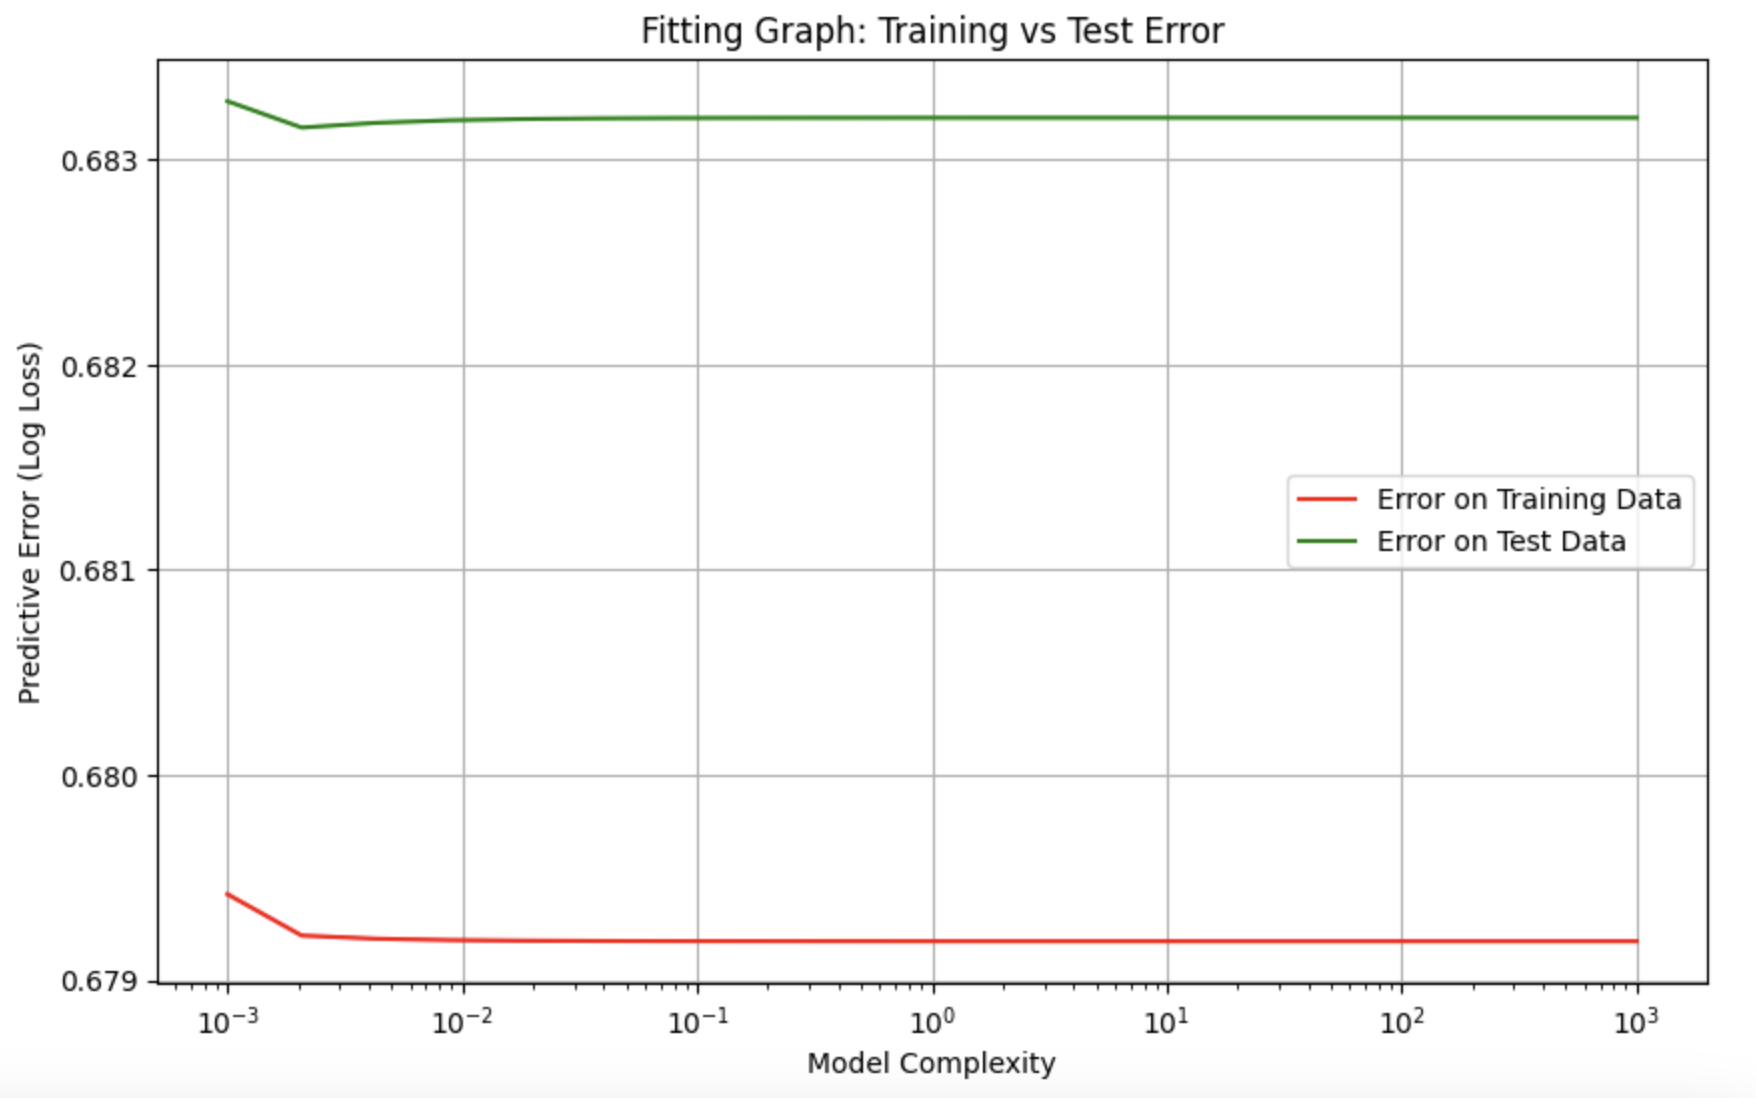 Fitting Graph: Training vs Test Error
Predictive Error (Log Loss)
0.683
0.682
0.681
0.680
0.679
Error on Training Data
Error on Test Data
10⁻³ 10⁻² 10⁻¹ 10⁰ 10¹ 10² 10³
Model Complexity